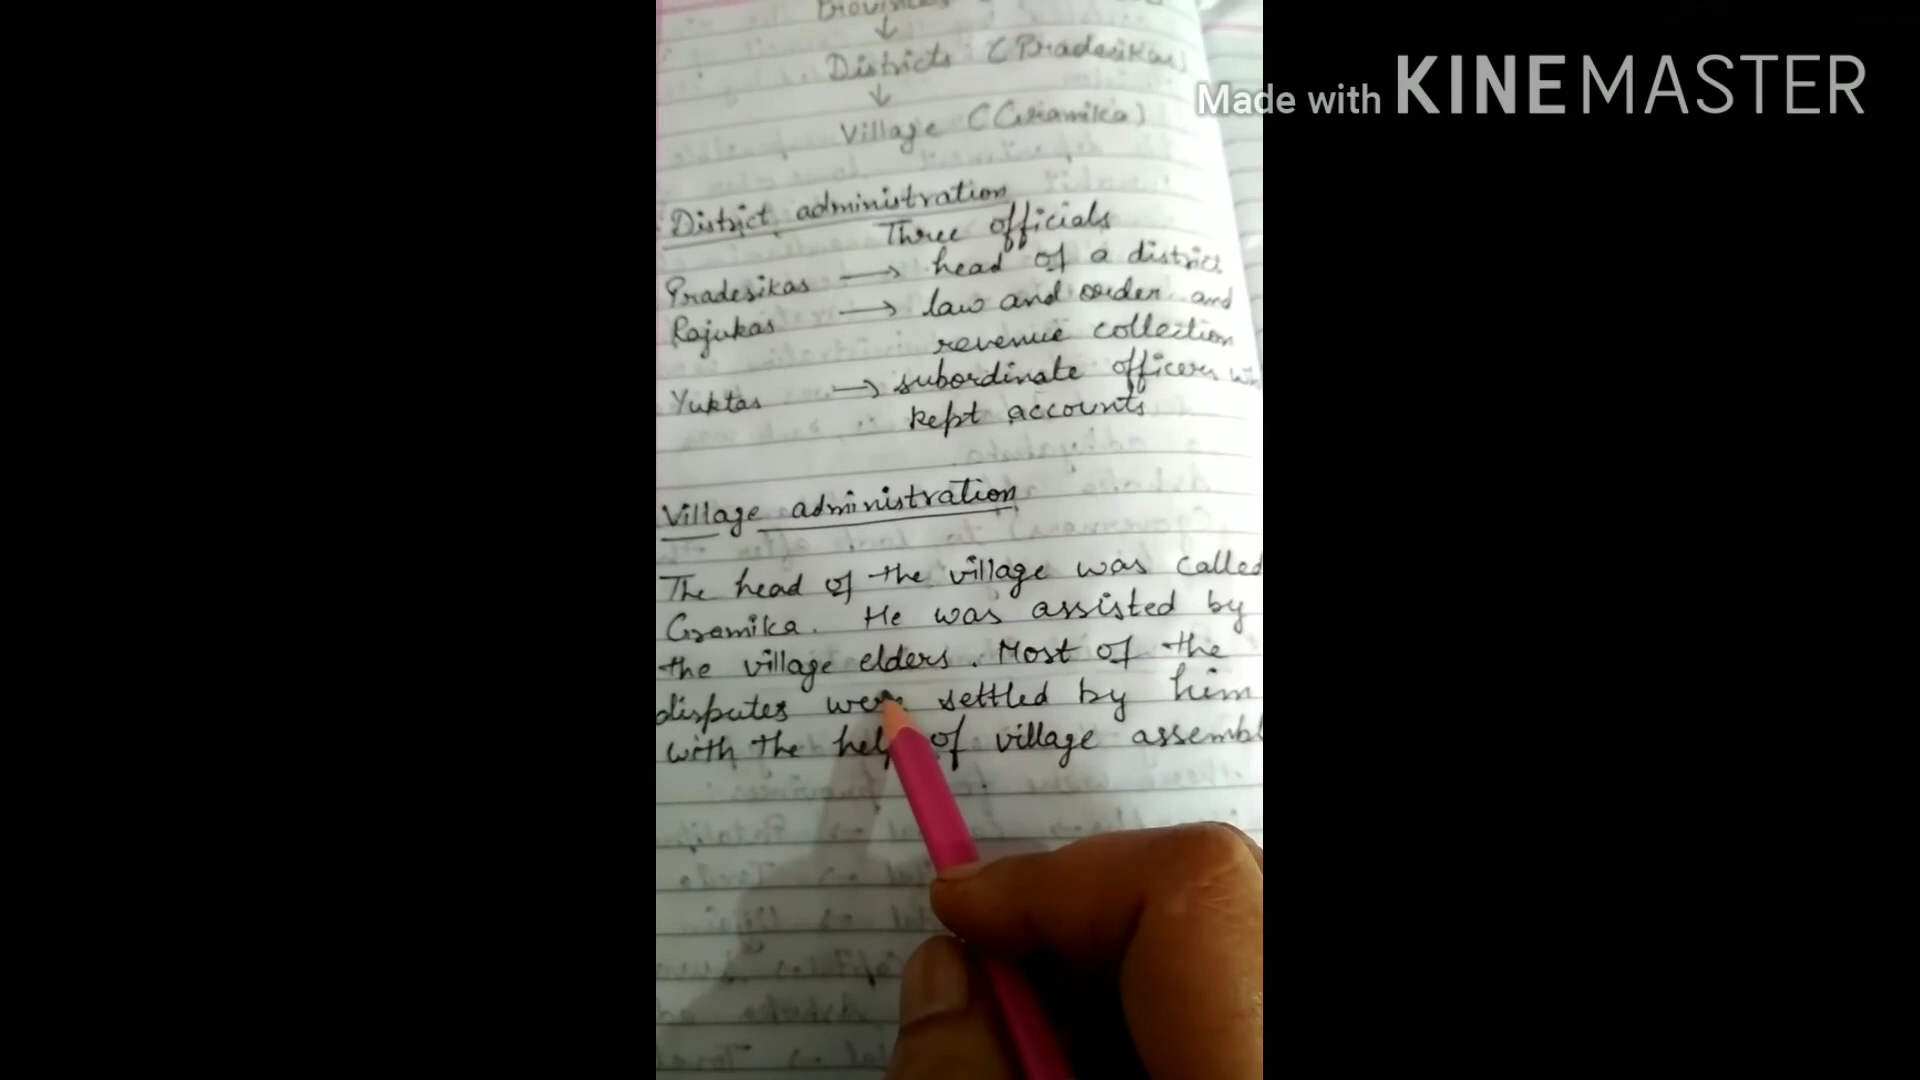 Provinces
↓
Districts (Pradesikas)
↓
Village (Gramika)
Made with KINEMASTER
District administration
Three officials
Pradesikas → head of a district
Rajukas → law and order and
revenue collection
Yuktas → subordinate officers
kept accounts
Village administration
The head of the village was called
Gramika. He was assisted by
the village elders. Most of the
disputes were settled by him
with the help of village assembl